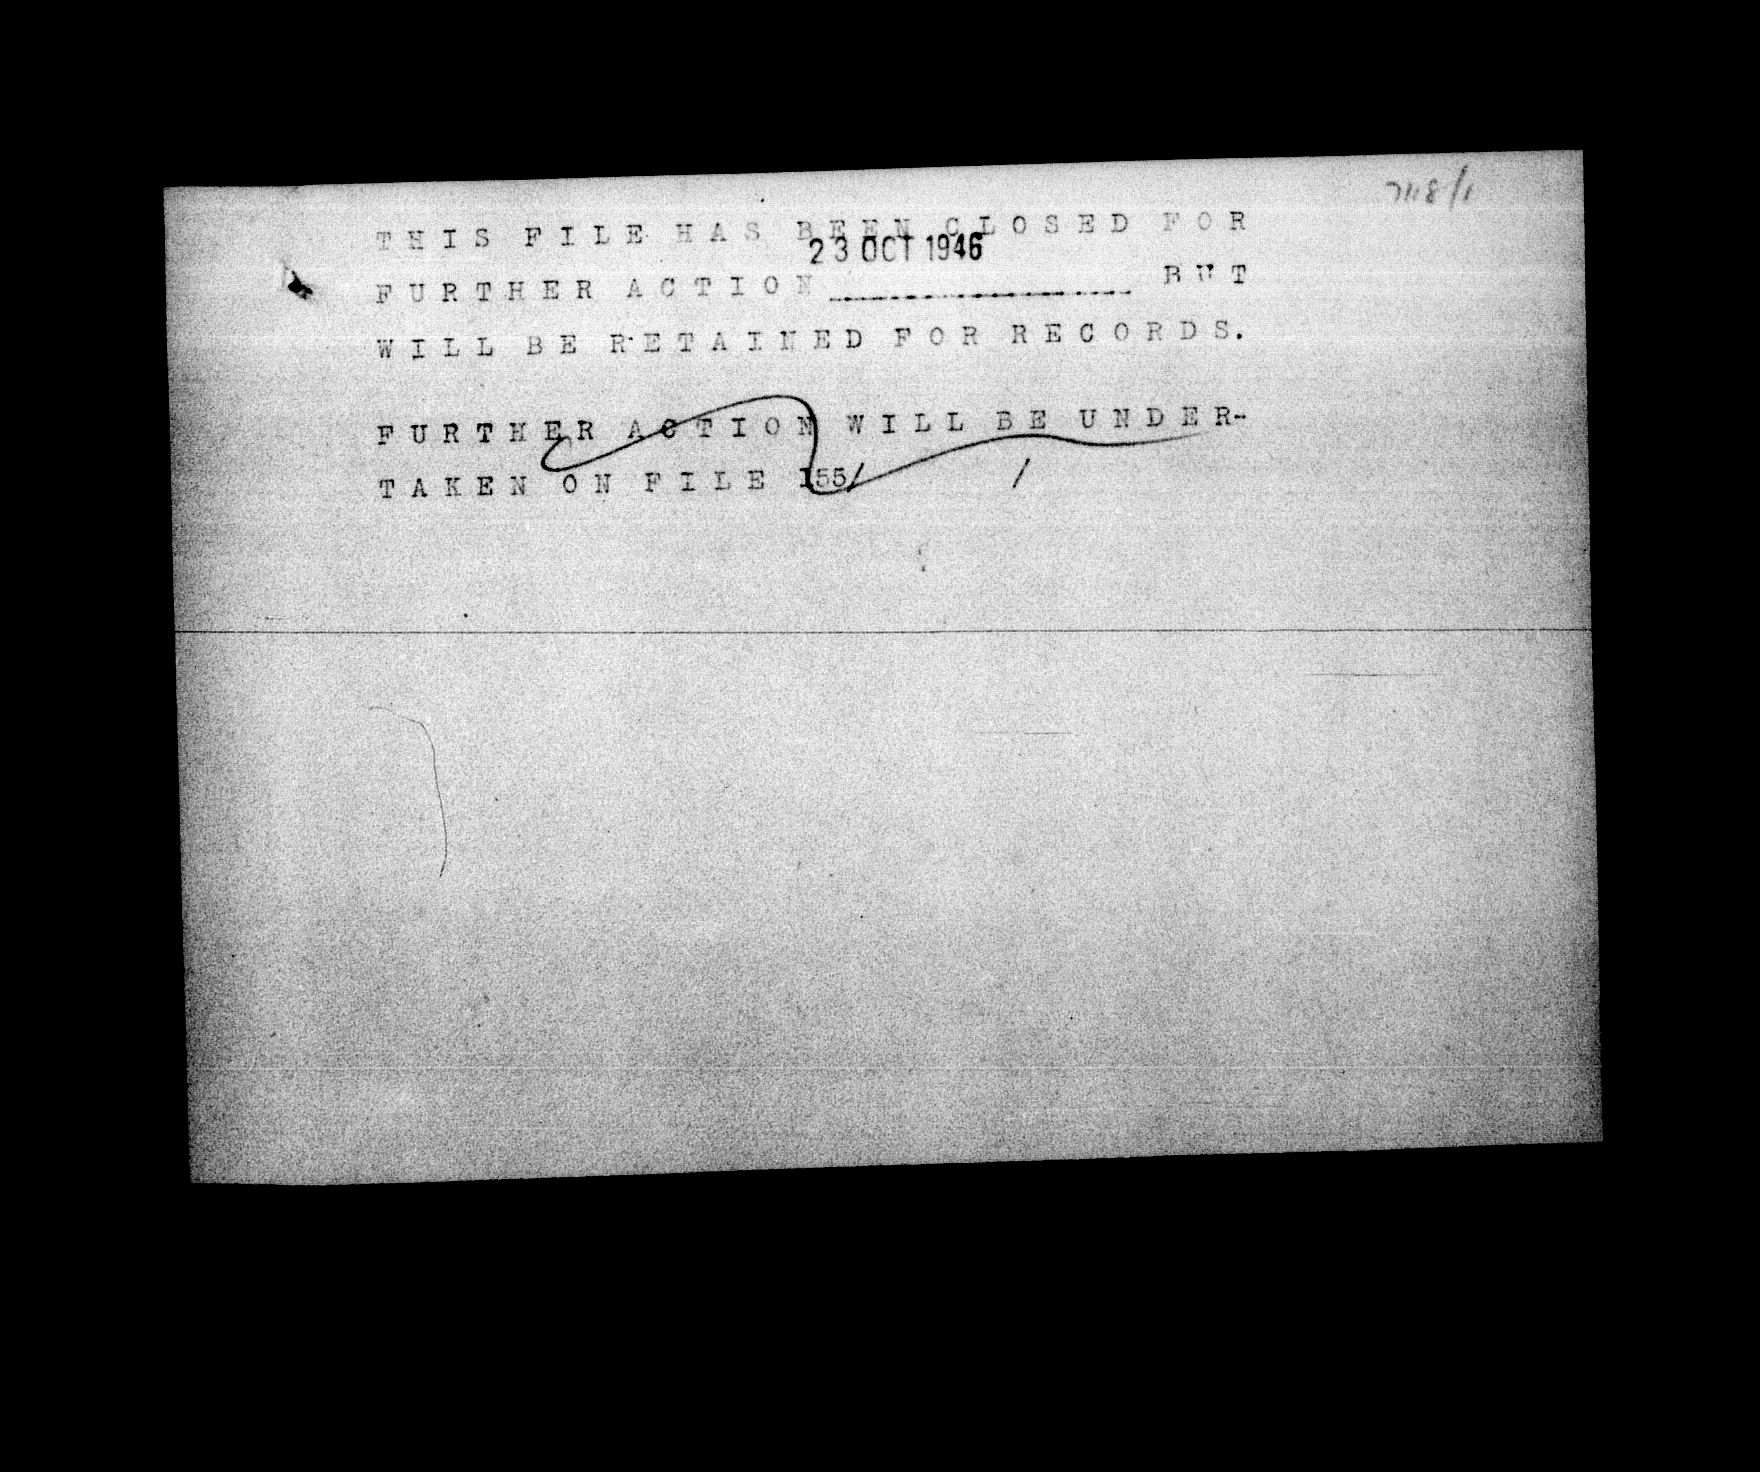 7118/1
THIS FILE HAS BEEN CLOSED FOR
23 OCT 1946
FURTHER ACTION .................... BUT
WILL BE RETAINED FOR RECORDS.
FURTHER ACTION WILL BE UNDER-
TAKEN ON FILE 155/ /